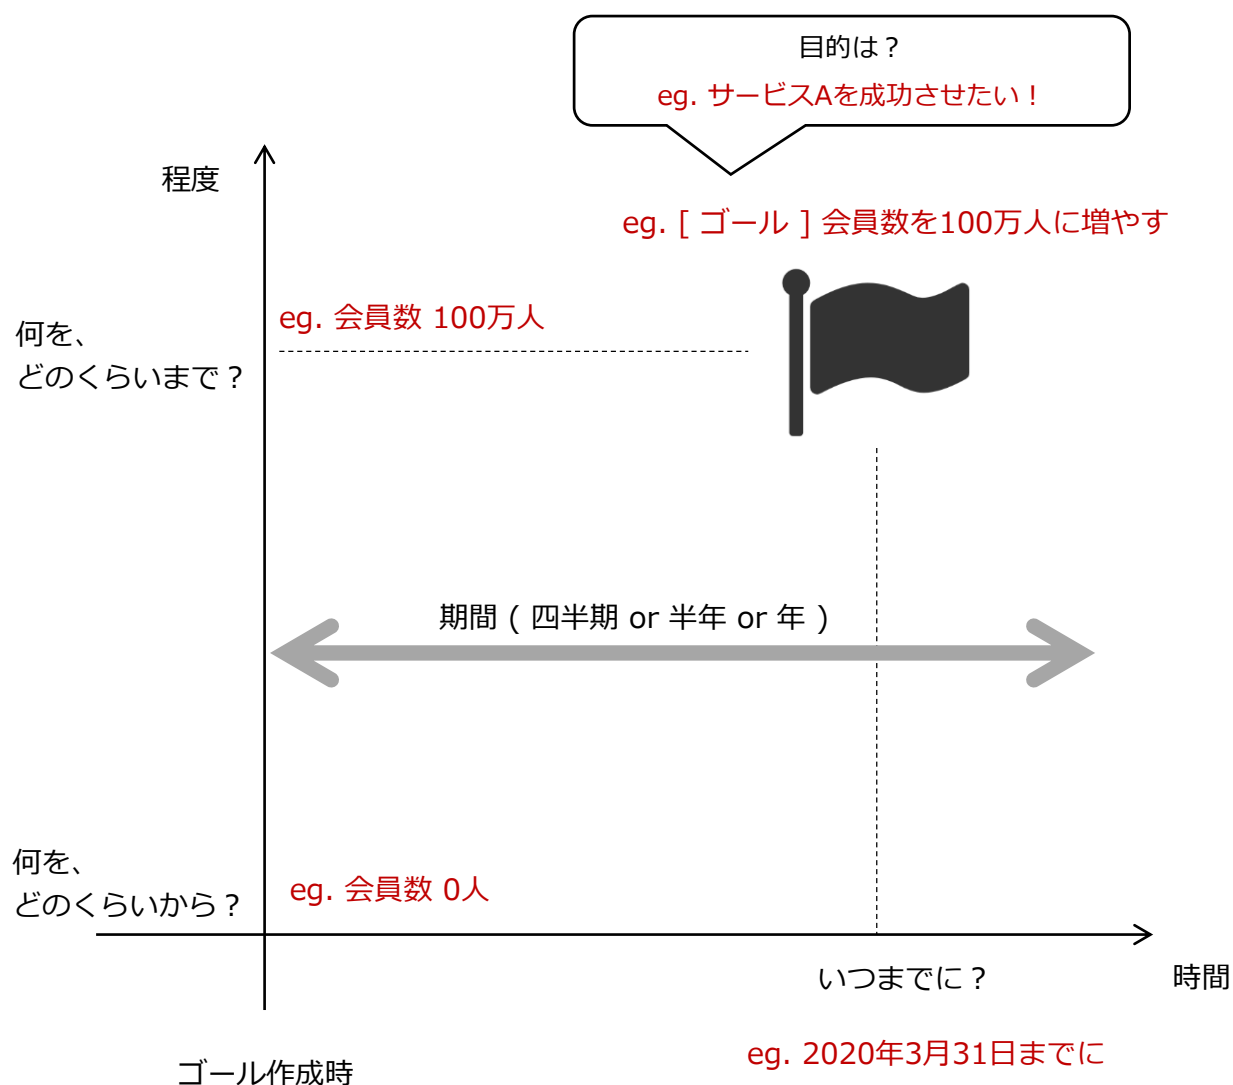 目的は？
eg. サービスAを成功させたい！
程度
eg. [ ゴール ] 会員数を100万人に増やす
eg. 会員数 100万人
何を、
どのくらいまで？
期間 ( 四半期 or 半年 or 年 )
何を、
どのくらいから？
eg. 会員数 0人
いつまでに？
時間
eg. 2020年3月31日までに
ゴール作成時